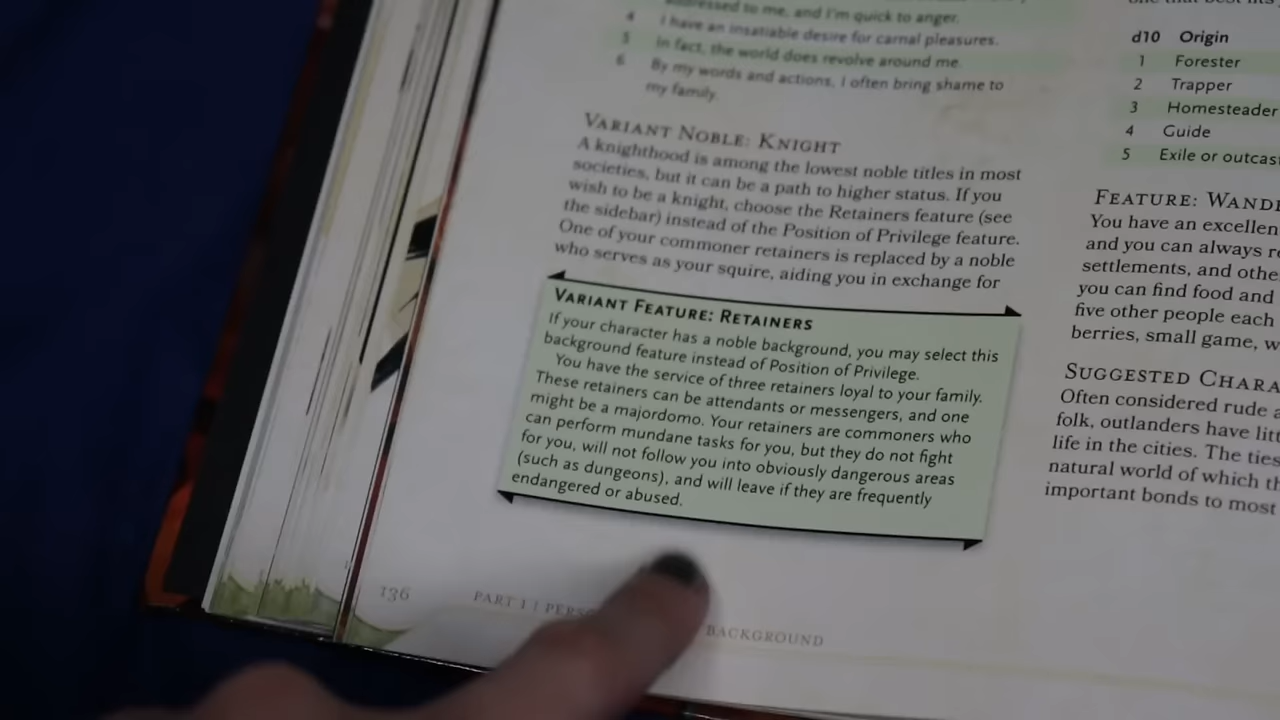 addressed to me, and I'm quick to anger.
4 I have an insatiable desire for carnal pleasures.
5 In fact, the world does revolve around me.
6 By my words and actions, I often bring shame to
my family.
VARIANT NOBLE: KNIGHT
A knighthood is among the lowest noble titles in most
societies, but it can be a path to higher status. If you
wish to be a knight, choose the Retainers feature (see
the sidebar) instead of the Position of Privilege feature.
One of your commoner retainers is replaced by a noble
who serves as your squire, aiding you in exchange for
VARIANT FEATURE: RETAINERS
If your character has a noble background, you may select this
background feature instead of Position of Privilege.
You have the service of three retainers loyal to your family.
These retainers can be attendants or messengers, and one
might be a majordomo. Your retainers are commoners who
can perform mundane tasks for you, but they do not fight
for you, will not follow you into obviously dangerous areas
(such as dungeons), and will leave if they are frequently
endangered or abused.
136
PART 1 |
BACKGROUND
d10 Origin
1 Forester
2 Trapper
3 Homesteader
4 Guide
5 Exile or outcas
FEATURE: WANDE
You have an excellen
and you can always r
settlements, and othe
you can find food and
five other people each
berries, small game, w
SUGGESTED CHARA
Often considered rude a
folk, outlanders have litt
life in the cities. The ties
natural world of which th
important bonds to most